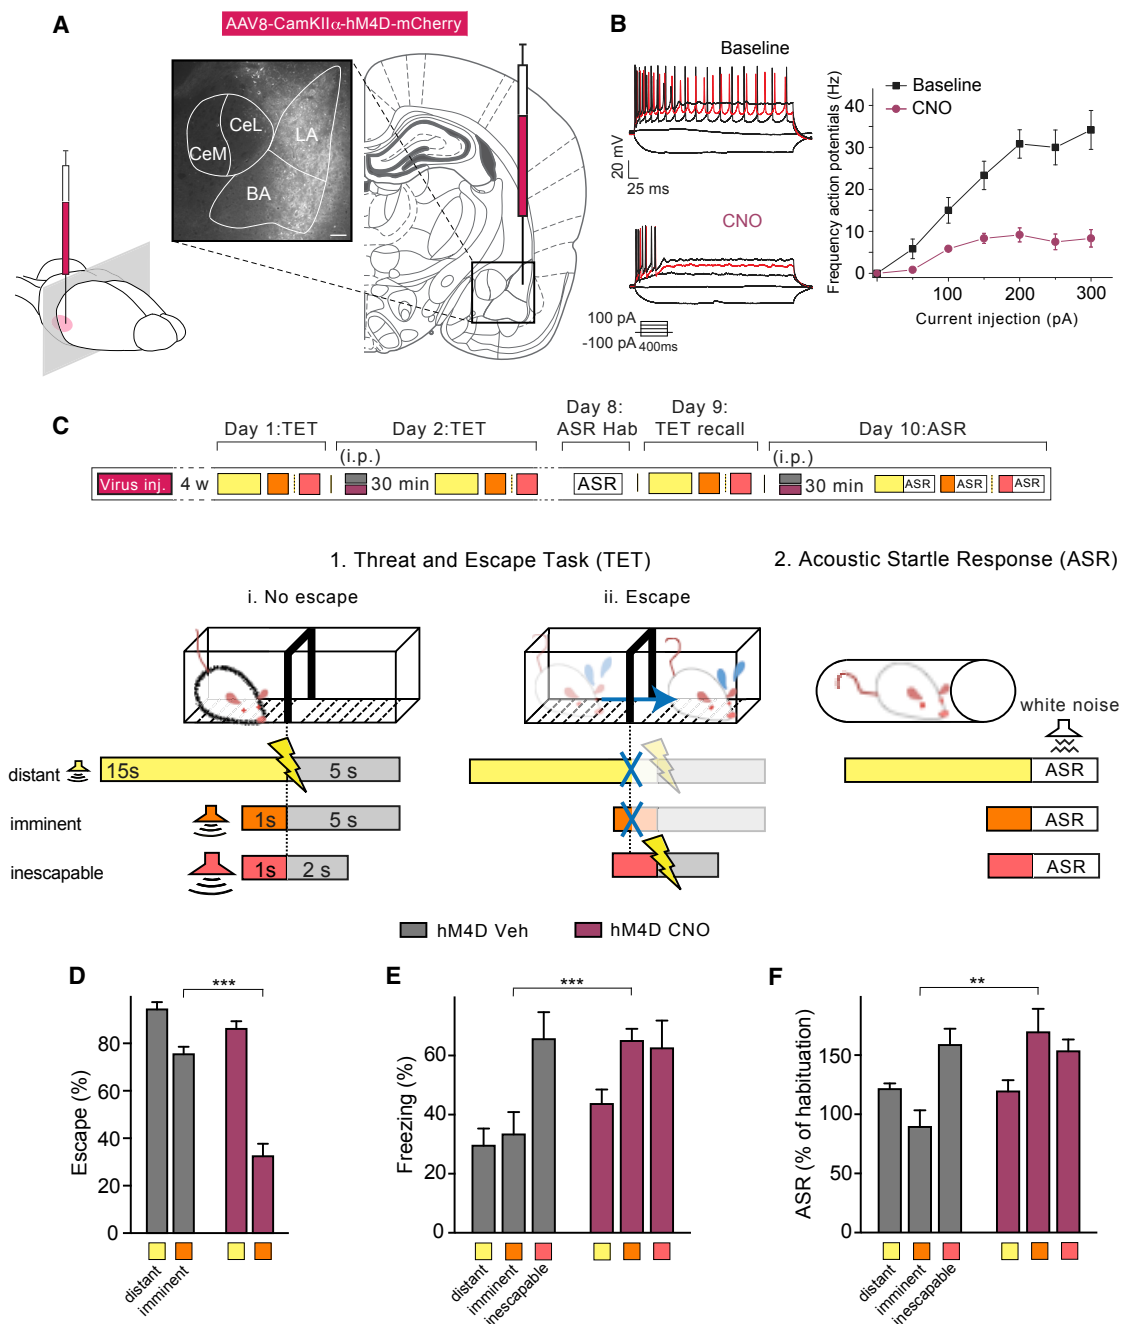 A
AAV8-CamKIIα-hM4D-mCherry
CeL
LA
CeM
BA
B
Baseline
20 mV
25 ms
CNO
100 pA
-100 pA
400ms
Frequency action potentials (Hz)
Baseline
CNO
40
30
20
10
0
100
200
300
Current injection (pA)
C
Day 1:TET
Day 2:TET
Day 8:
ASR Hab
Day 9:
TET recall
Day 10:ASR
(i.p.)
(i.p.)
Virus inj.
4 w
30 min
ASR
30 min
ASR
ASR
ASR
1. Threat and Escape Task (TET)
2. Acoustic Startle Response (ASR)
i. No escape
ii. Escape
white noise
distant
15s
5 s
ASR
imminent
1s
5 s
ASR
inescapable
1s
2 s
ASR
hM4D Veh
hM4D CNO
D
***
Escape (%)
80
60
40
20
0
distant
imminent
E
***
Freezing (%)
60
40
20
0
distant
imminent
inescapable
F
**
ASR (% of habituation)
150
100
50
0
distant
imminent
inescapable